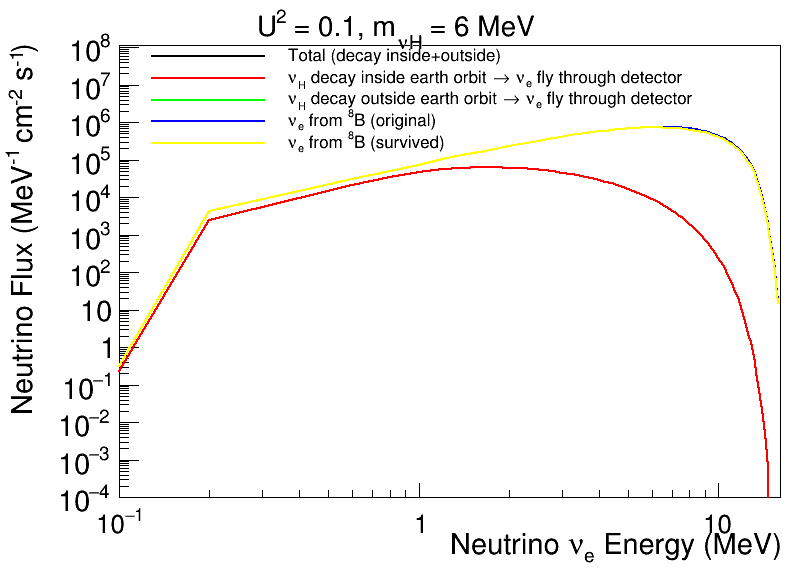 U² = 0.1, m_νH = 6 MeV
Total (decay inside+outside)
ν_H decay inside earth orbit → ν_e fly through detector
ν_H decay outside earth orbit → ν_e fly through detector
ν_e from ⁸B (original)
ν_e from ⁸B (survived)
Neutrino Flux (MeV⁻¹ cm⁻² s⁻¹)
10⁸
10⁷
10⁶
10⁵
10⁴
10³
10²
10
1
10⁻¹
10⁻²
10⁻³
10⁻⁴
10⁻¹ 1 10
Neutrino ν_e Energy (MeV)